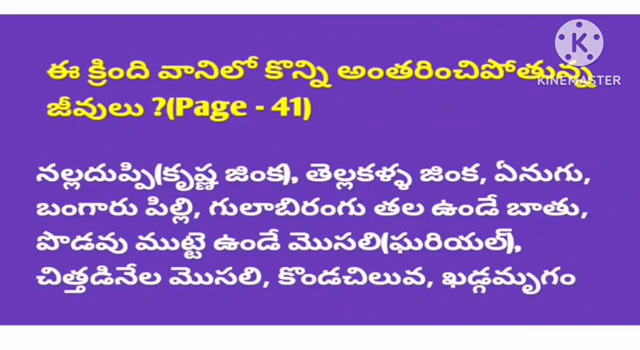 ఈ క్రింది వానిలో కొన్ని అంతరించిపోతున్న
జీవులు ?(Page - 41)
K
KINEMASTER
నల్లదుప్పి(కృష్ణ జింక), తెల్లకళ్ళ జింక, ఏనుగు,
బంగారు పిల్లి, గులాబిరంగు తల ఉండే బాతు,
పొడవు ముట్టె ఉండే మొసలి(ఘరియల్),
చిత్తడినేల మొసలి, కొండచిలువ, ఖడ్గమృగం